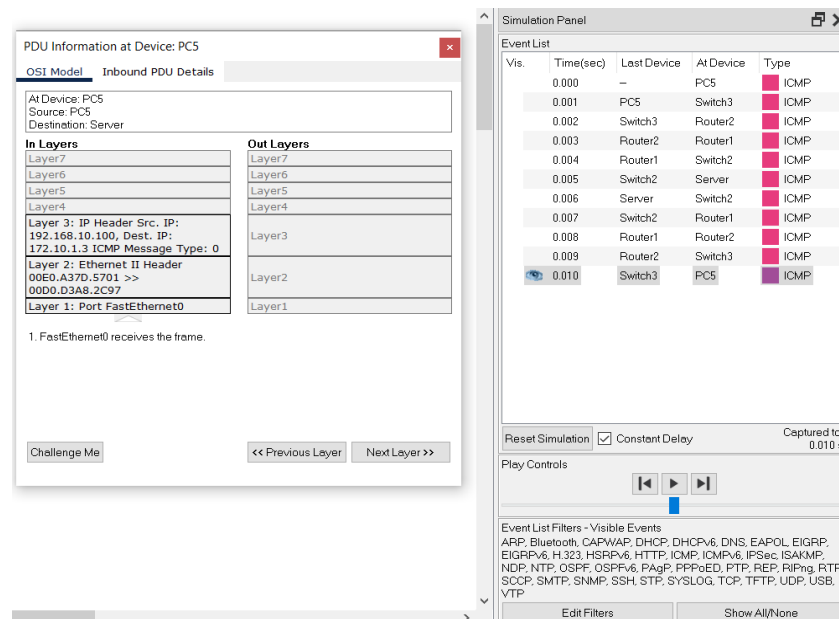 PDU Information at Device: PC5
OSI Model Inbound PDU Details
At Device: PC5
Source: PC5
Destination: Server
In Layers Out Layers
Layer7 Layer7
Layer6 Layer6
Layer5 Layer5
Layer4 Layer4
Layer 3: IP Header Src. IP:
192.168.10.100, Dest. IP:
172.10.1.3 ICMP Message Type: 0
Layer3
Layer 2: Ethernet II Header
00E0.A37D.5701 >>
00D0.D3A8.2C97
Layer2
Layer 1: Port FastEthernet0 Layer1
1. FastEthernet0 receives the frame.
Challenge Me << Previous Layer Next Layer >>
Simulation Panel
Event List
Vis. Time(sec) Last Device At Device Type
0.000 – PC5 ICMP
0.001 PC5 Switch3 ICMP
0.002 Switch3 Router2 ICMP
0.003 Router2 Router1 ICMP
0.004 Router1 Switch2 ICMP
0.005 Switch2 Server ICMP
0.006 Server Switch2 ICMP
0.007 Switch2 Router1 ICMP
0.008 Router1 Router2 ICMP
0.009 Router2 Switch3 ICMP
0.010 Switch3 PC5 ICMP
Reset Simulation Constant Delay Captured to
0.010
Play Controls
Event List Filters - Visible Events
ARP, Bluetooth, CAPWAP, DHCP, DHCPv6, DNS, EAPOL, EIGRP,
EIGRPv6, H.323, HSRPv6, HTTP, ICMP, ICMPv6, IPSec, ISAKMP,
NDP, NTP, OSPF, OSPFv6, PAgP, PPPoED, PTP, REP, RIPng, RTP
SCCP, SMTP, SNMP, SSH, STP, SYSLOG, TCP, TFTP, UDP, USB,
VTP
Edit Filters Show All/None